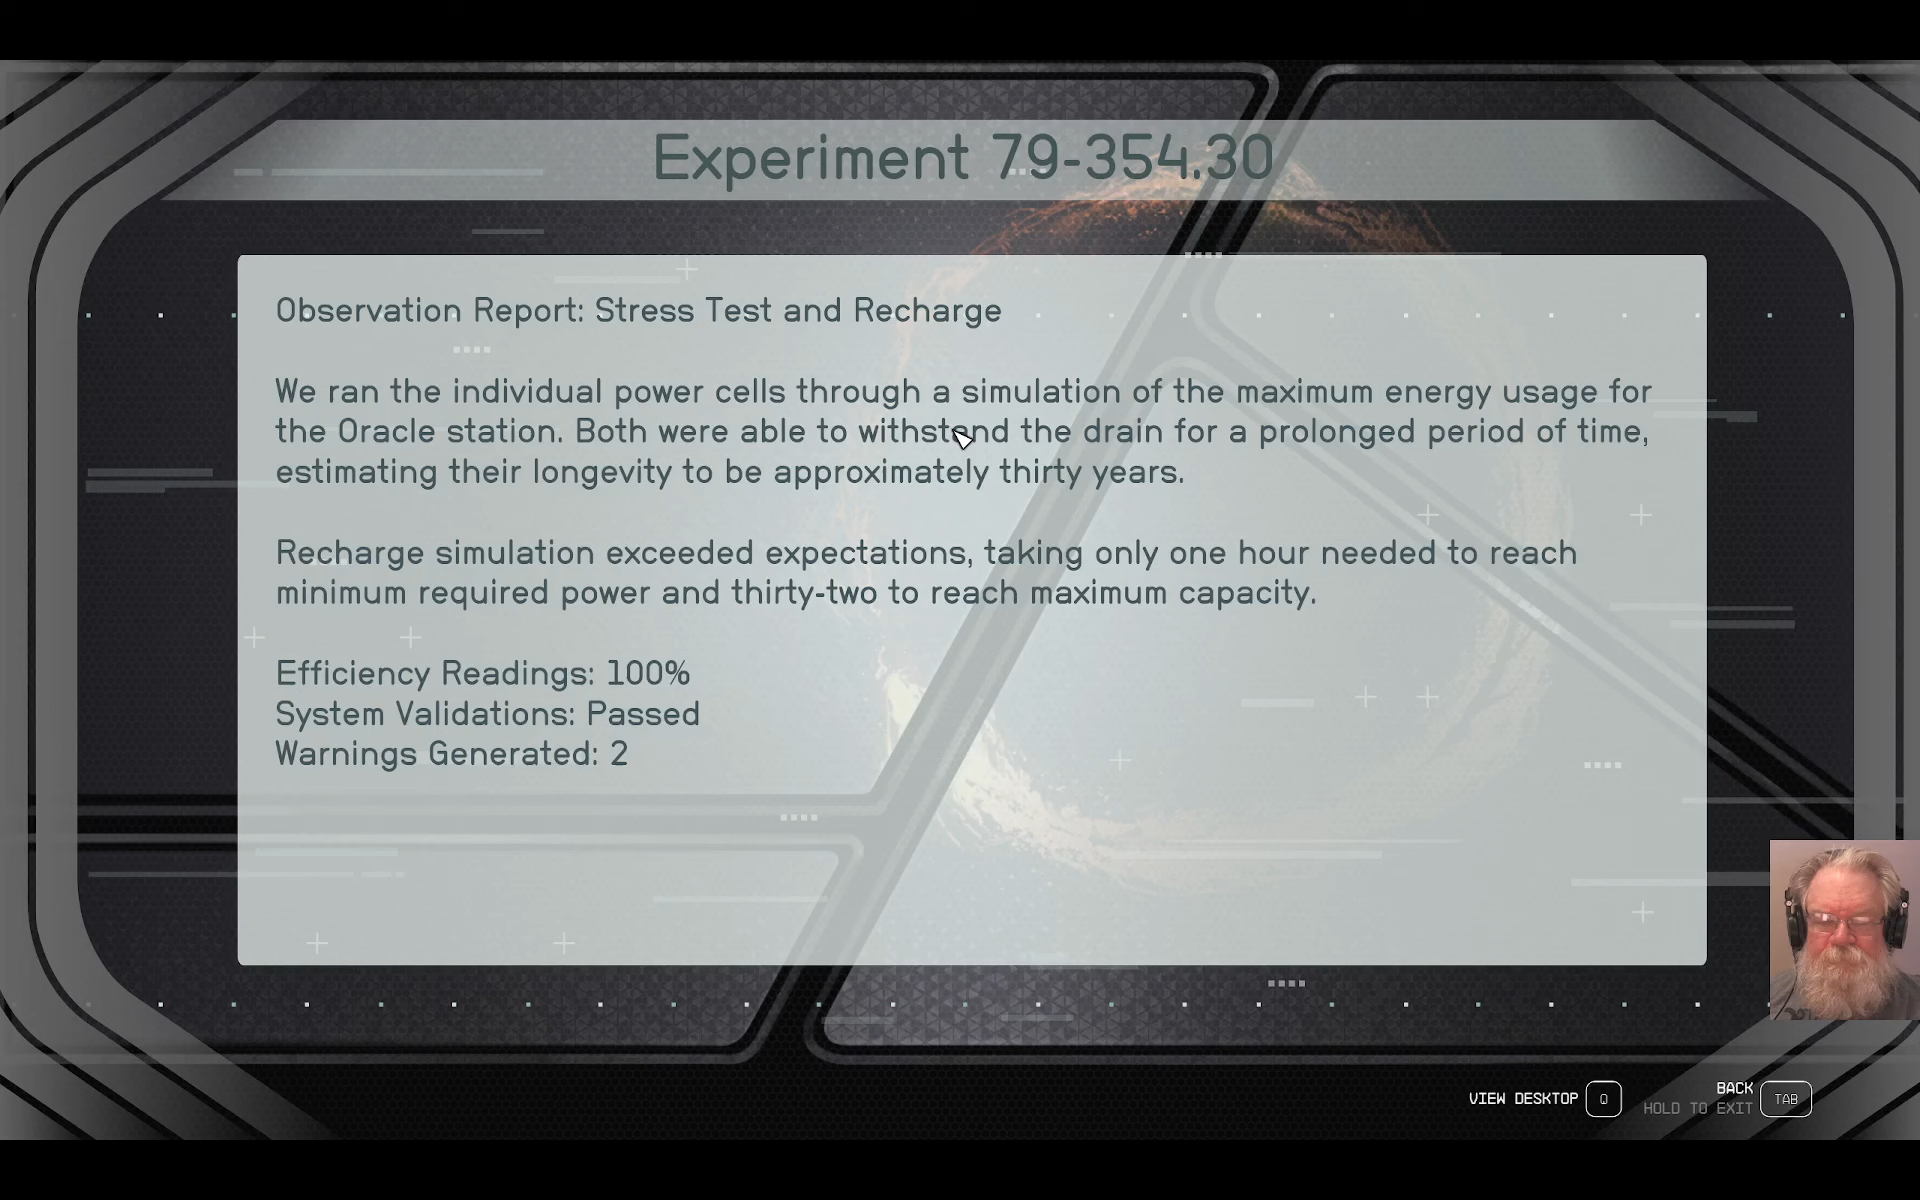 Experiment 79-354.30
Observation Report: Stress Test and Recharge
We ran the individual power cells through a simulation of the maximum energy usage for
the Oracle station. Both were able to withstand the drain for a prolonged period of time,
estimating their longevity to be approximately thirty years.
Recharge simulation exceeded expectations, taking only one hour needed to reach
minimum required power and thirty-two to reach maximum capacity.
Efficiency Readings: 100%
System Validations: Passed
Warnings Generated: 2
VIEW DESKTOP Q
BACK
HOLD TO EXIT TAB